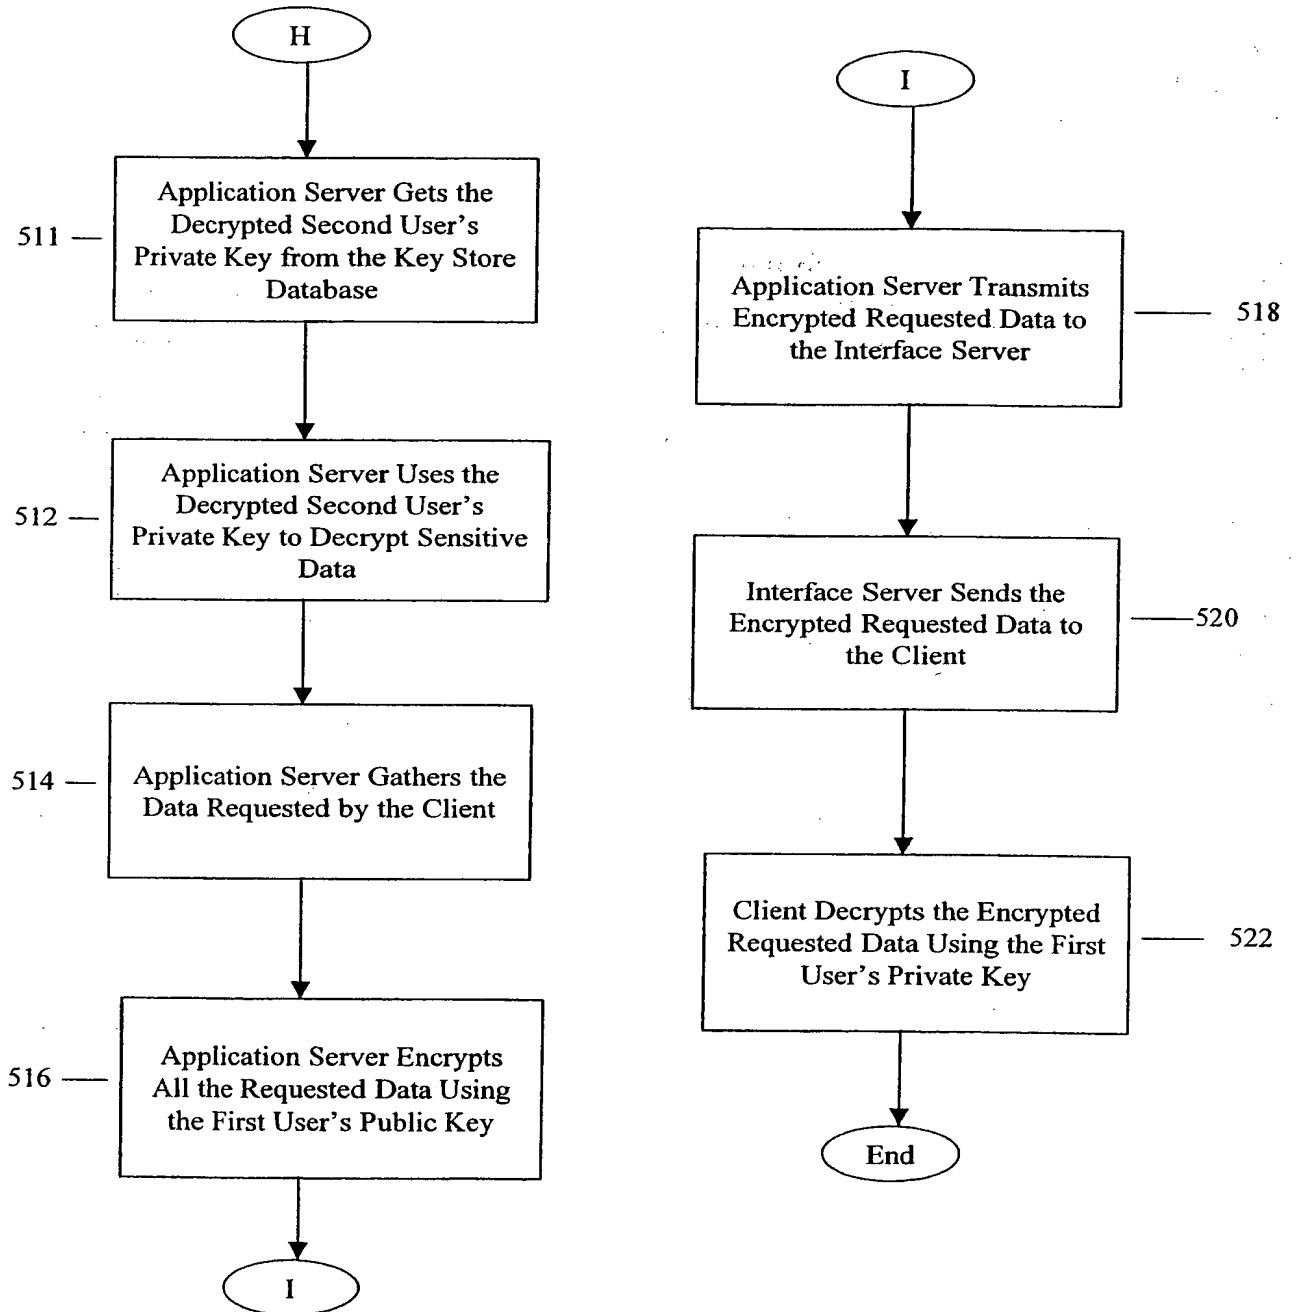 H
511
Application Server Gets the
Decrypted Second User's
Private Key from the Key Store
Database
512
Application Server Uses the
Decrypted Second User's
Private Key to Decrypt Sensitive
Data
514
Application Server Gathers the
Data Requested by the Client
516
Application Server Encrypts
All the Requested Data Using
the First User's Public Key
I
I
Application Server Transmits
Encrypted Requested Data to
the Interface Server
518
Interface Server Sends the
Encrypted Requested Data to
the Client
520
Client Decrypts the Encrypted
Requested Data Using the First
User's Private Key
522
End